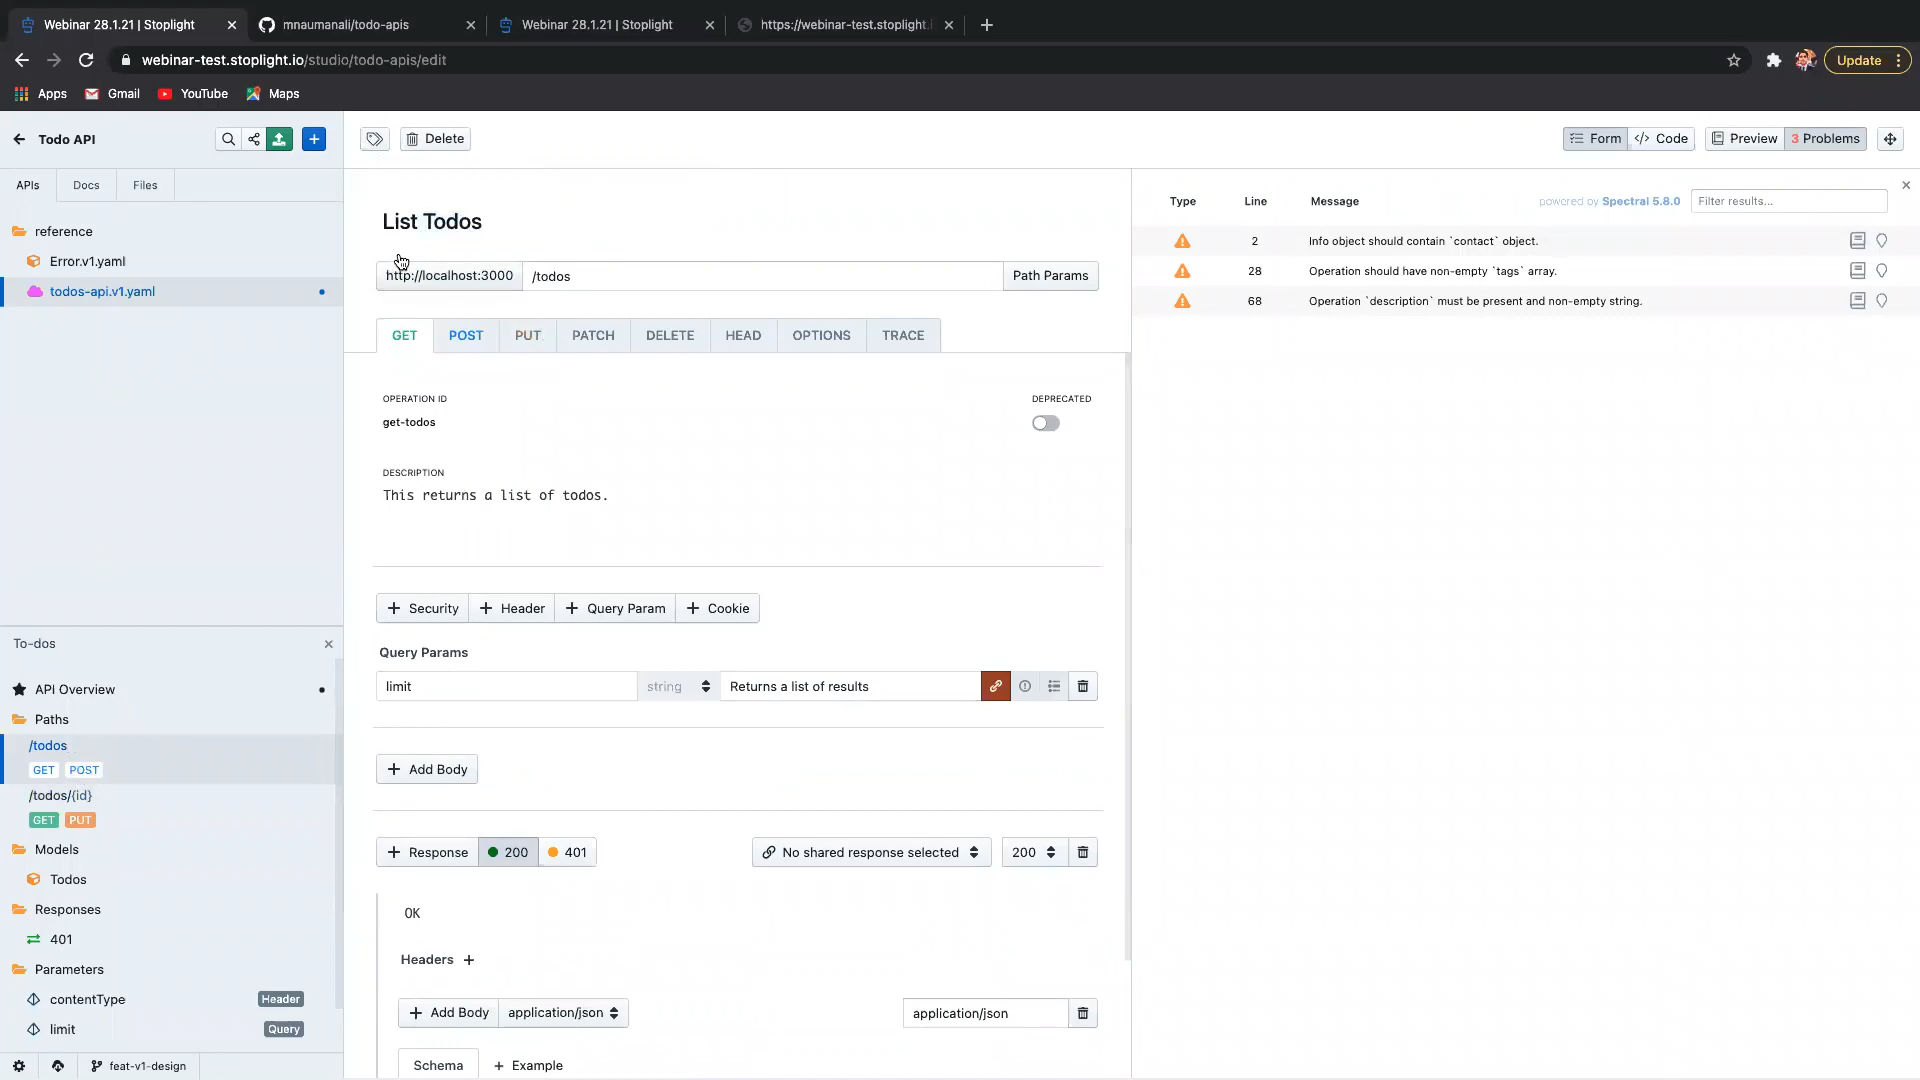 Webinar 28.1.21 | Stoplight
mnaumanali/todo-apis
Webinar 28.1.21 | Stoplight
https://webinar-test.stoplight.i
webinar-test.stoplight.io/studio/todo-apis/edit
Update
Apps
Gmail
YouTube
Maps
Todo API
Delete
Form
Code
Preview
3 Problems
APIs
Docs
Files
reference
Error.v1.yaml
todos-api.v1.yaml
List Todos
http://localhost:3000
/todos
Path Params
GET
POST
PUT
PATCH
DELETE
HEAD
OPTIONS
TRACE
OPERATION ID
get-todos
DEPRECATED
DESCRIPTION
This returns a list of todos.
Security
Header
Query Param
Cookie
Query Params
limit
string
Returns a list of results
Add Body
Response
200
401
No shared response selected
200
OK
Headers
Add Body
application/json
application/json
Schema
Example
Type
Line
Message
powered by Spectral 5.8.0
Filter results...
2
Info object should contain `contact` object.
28
Operation should have non-empty `tags` array.
68
Operation `description` must be present and non-empty string.
To-dos
API Overview
Paths
/todos
GET
POST
/todos/{id}
GET
PUT
Models
Todos
Responses
401
Parameters
contentType
Header
limit
Query
feat-v1-design